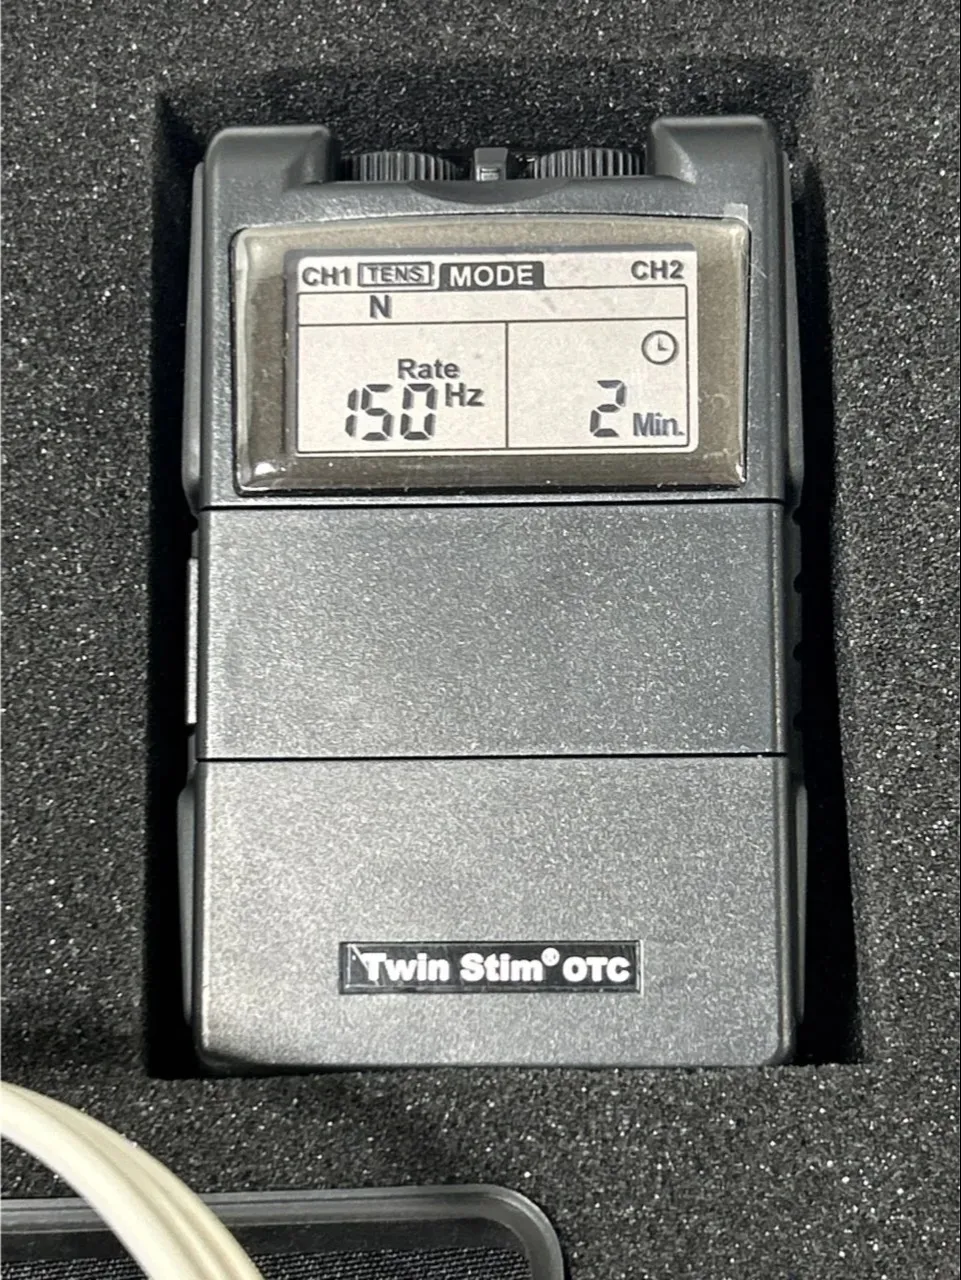 CH1 TENS MODE CH2
N
Rate
150 Hz 2 Min.
Twin Stim® OTC